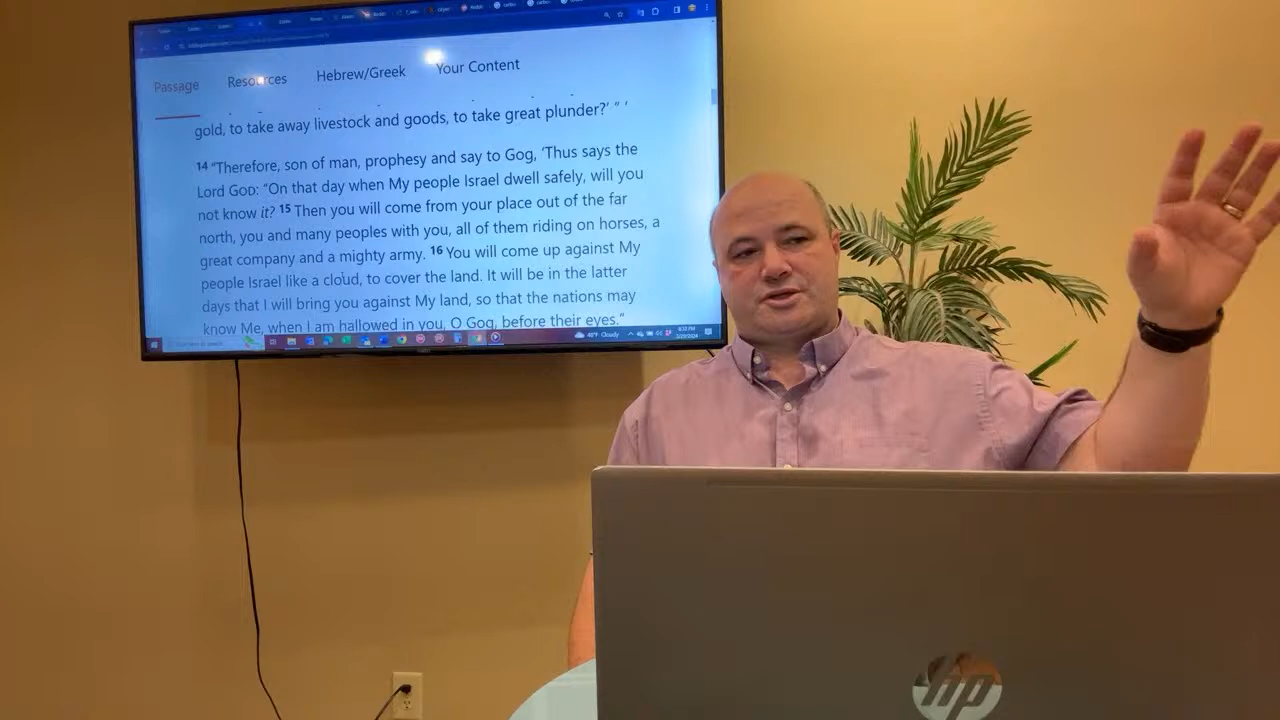 Passage Resources Hebrew/Greek Your Content
gold, to take away livestock and goods, to take great plunder?’ ” ’
14 “Therefore, son of man, prophesy and say to Gog, ‘Thus says the
Lord GOD: “On that day when My people Israel dwell safely, will you
not know it? 15 Then you will come from your place out of the far
north, you and many peoples with you, all of them riding on horses, a
great company and a mighty army. 16 You will come up against My
people Israel like a cloud, to cover the land. It will be in the latter
days that I will bring you against My land, so that the nations may
know Me, when I am hallowed in you, O Gog, before their eyes.”
48°F Cloudy
hp